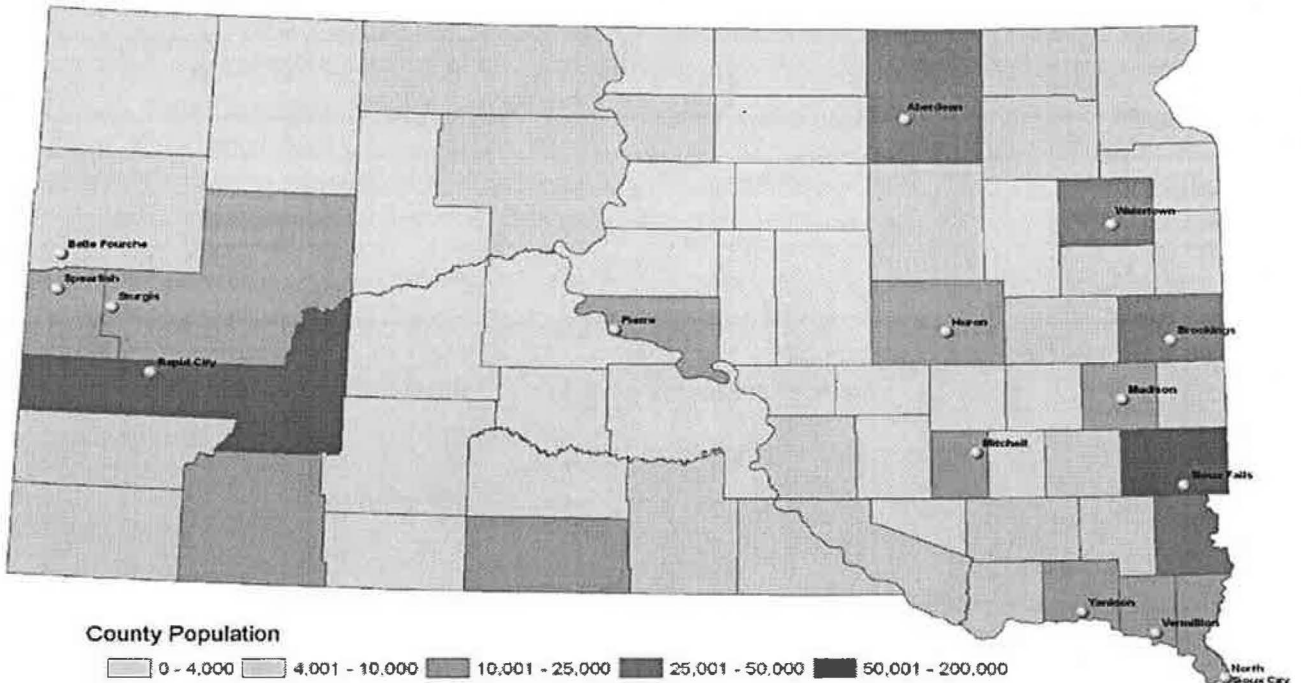 Aberdeen
Watertown
Belle Fourche
Spearfish
Sturgis
Pierre
Huron
Brookings
Rapid City
Madison
Mitchell
Sioux Falls
Yankton
Vermillion
North
Sioux City
County Population
0 - 4,000 4,001 - 10,000 10,001 - 25,000 25,001 - 50,000 50,001 - 200,000